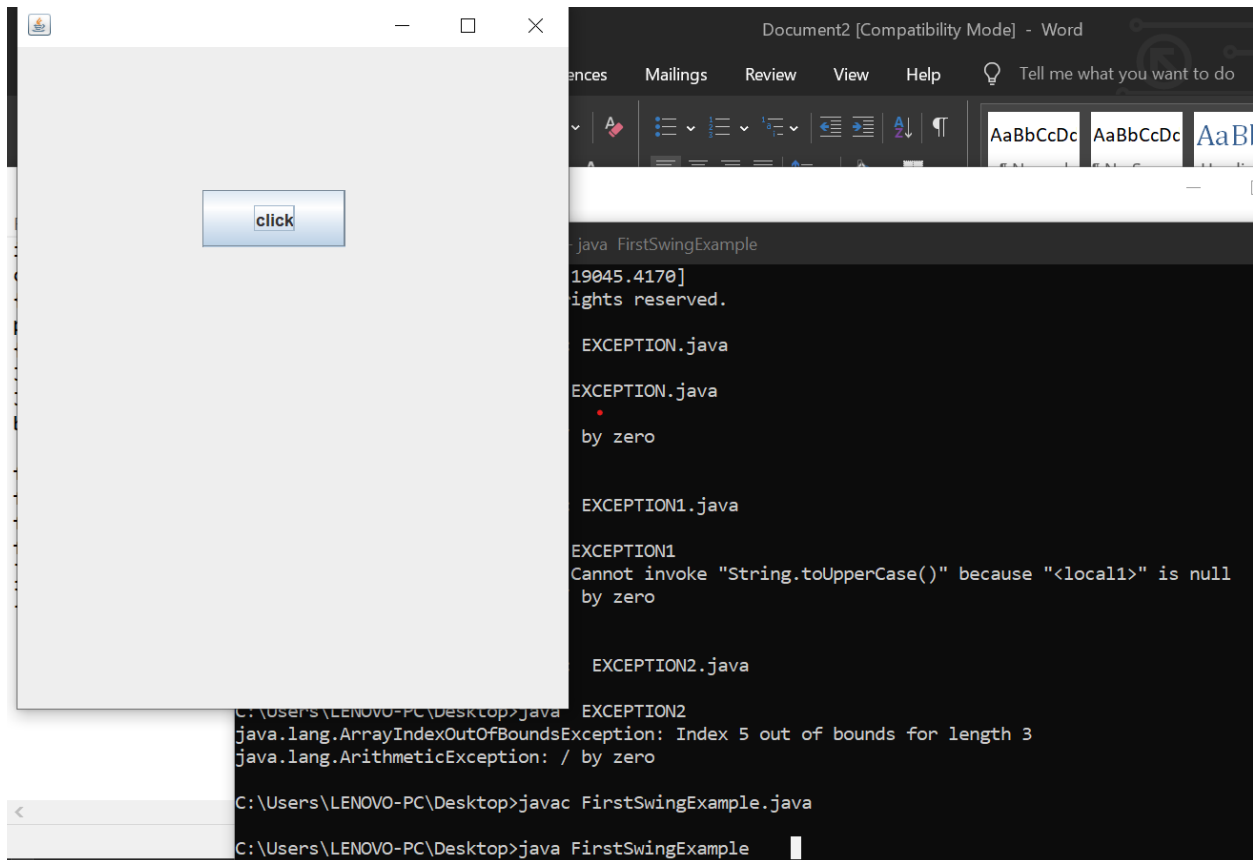 Document2 [Compatibility Mode] - Word
ences Mailings Review View Help Tell me what you want to do
AaBbCcDc AaBbCcDc AaBb
click
java FirstSwingExample
19045.4170]
ights reserved.
EXCEPTION.java
EXCEPTION.java
by zero
EXCEPTION1.java
EXCEPTION1
Cannot invoke "String.toUpperCase()" because "<local1>" is null
by zero
EXCEPTION2.java
C:\Users\LENOVO-PC\Desktop>java EXCEPTION2
java.lang.ArrayIndexOutOfBoundsException: Index 5 out of bounds for length 3
java.lang.ArithmeticException: / by zero
C:\Users\LENOVO-PC\Desktop>javac FirstSwingExample.java
C:\Users\LENOVO-PC\Desktop>java FirstSwingExample